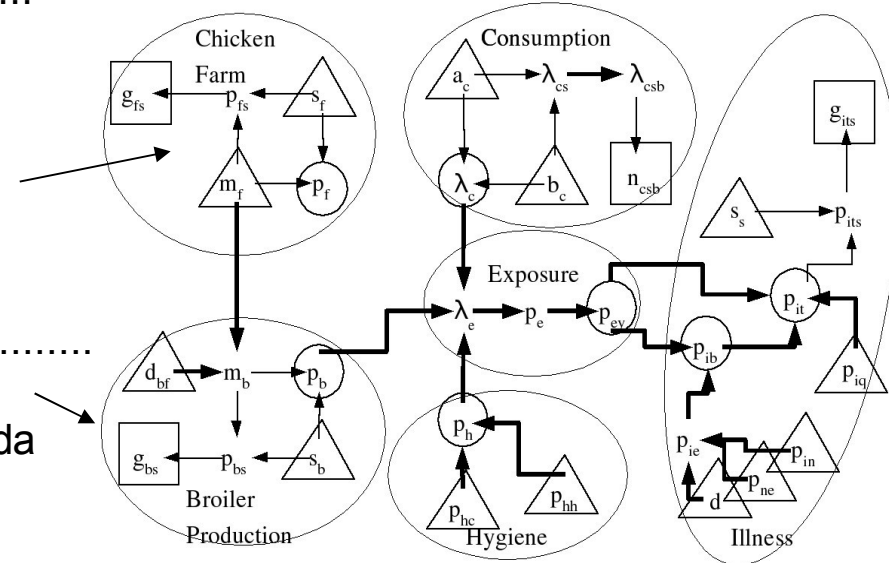 ...
Chicken
Farm
g_fs p_fs s_f
m_f p_f
Consumption
a_c λ_cs λ_csb
λ_c b_c n_csb
Exposure
λ_e p_e p_ev
g_its
s_s p_its
p_it
p_ib
p_iq
p_ie p_in
p_ne
d
Illness
.........
da
d_bf m_b p_b
g_bs p_bs s_b
Broiler
Production
p_h
p_hc p_hh
Hygiene